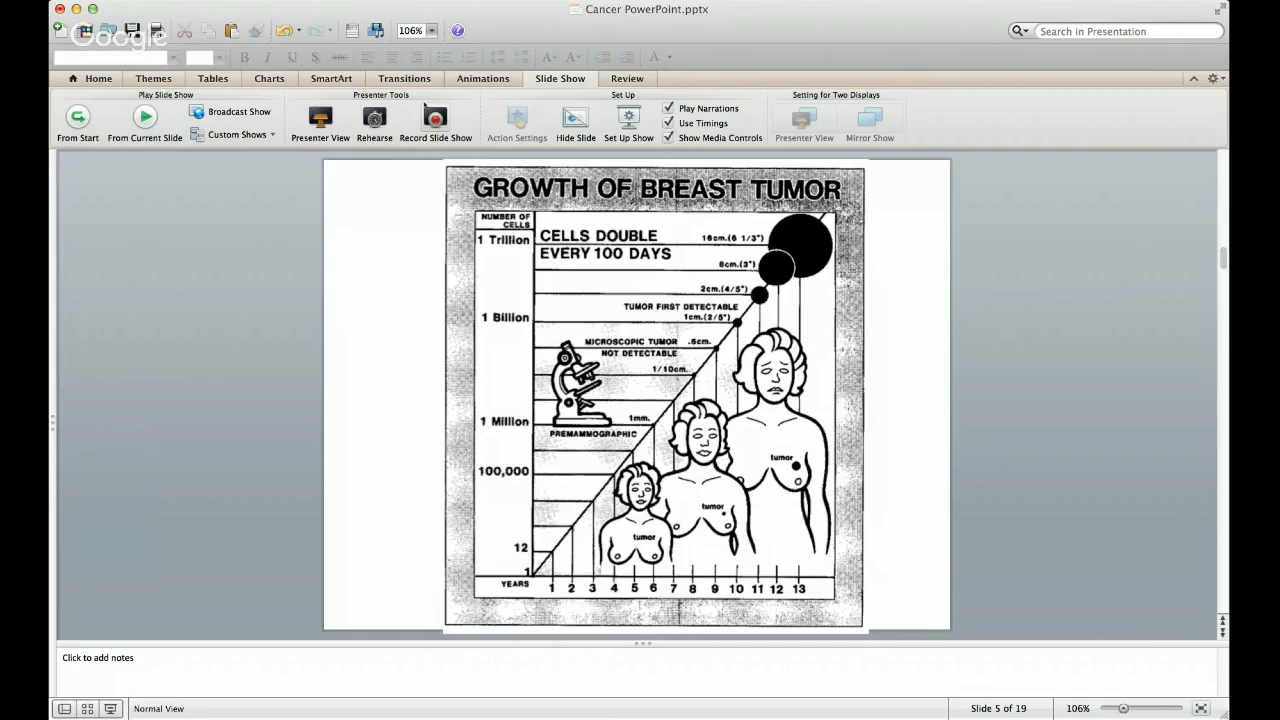 Cancer PowerPoint.pptx
Google
106%
Search in Presentation
B I U ABC A A A
Home Themes Tables Charts SmartArt Transitions Animations Slide Show Review
Play Slide Show Presenter Tools Set Up Setting for Two Displays
From Start
From Current Slide
Broadcast Show
Custom Shows
Presenter View
Rehearse
Record Slide Show
Action Settings
Hide Slide
Set Up Show
Play Narrations
Use Timings
Show Media Controls
Presenter View
Mirror Show
GROWTH OF BREAST TUMOR
NUMBER OF
CELLS
1 Trillion
CELLS DOUBLE
EVERY 100 DAYS
16cm.(6 1/3")
8cm.(3")
2cm.(4/5")
TUMOR FIRST DETECTABLE
1 Billion
1cm.(2/5")
MICROSCOPIC TUMOR .5cm.
NOT DETECTABLE
1/10cm.
1 Million
1mm.
PREMAMMOGRAPHIC
100,000
tumor
tumor
tumor
12
1
YEARS 1 2 3 4 5 6 7 8 9 10 11 12 13
Click to add notes
Normal View
Slide 5 of 19
106%